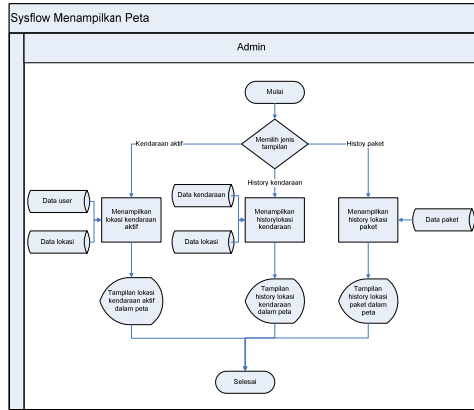 Sysflow Menampilkan Peta
Admin
Mulai
Memilih jenis
tampilan
Kendaraan aktif
Histoy paket
History kendaraan
Data user
Data lokasi
Menampilkan
lokasi kendaraan
aktif
Data kendaraan
Data lokasi
Menampilkan
historylokasi
kendaraan
Menampilkan
history lokasi
paket
Data paket
Tampilan lokasi
kendaraan aktif
dalam peta
Tampilan
history lokasi
kendaraan
dalam peta
Tampilan
history lokasi
paket dalam
peta
Selesai